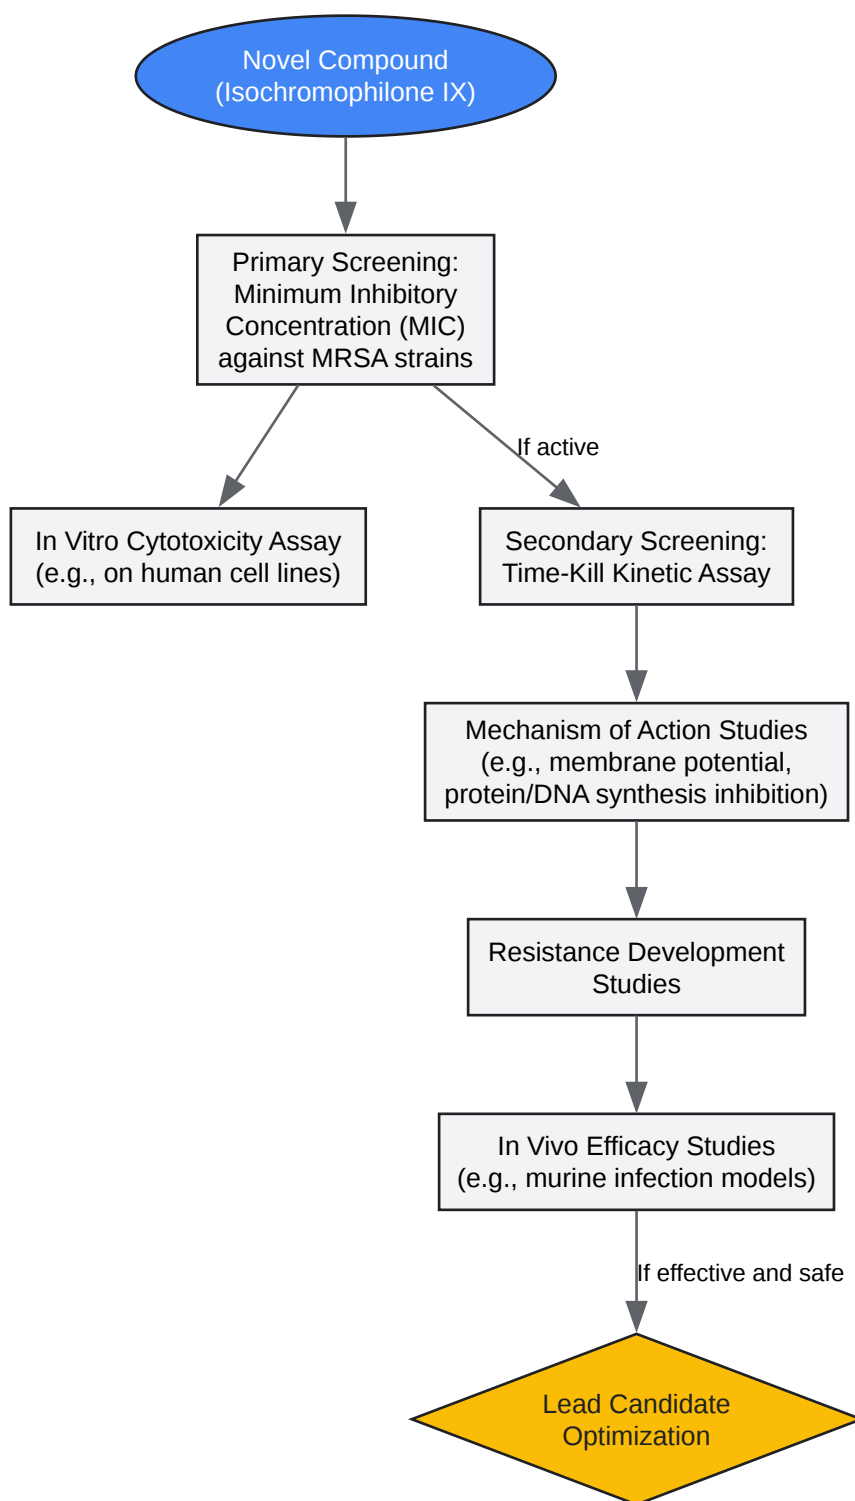 Novel Compound
(Isochromophilone IX)
Primary Screening:
Minimum Inhibitory
Concentration (MIC)
against MRSA strains
If active
In Vitro Cytotoxicity Assay
(e.g., on human cell lines)
Secondary Screening:
Time-Kill Kinetic Assay
Mechanism of Action Studies
(e.g., membrane potential,
protein/DNA synthesis inhibition)
Resistance Development
Studies
In Vivo Efficacy Studies
(e.g., murine infection models)
If effective and safe
Lead Candidate
Optimization